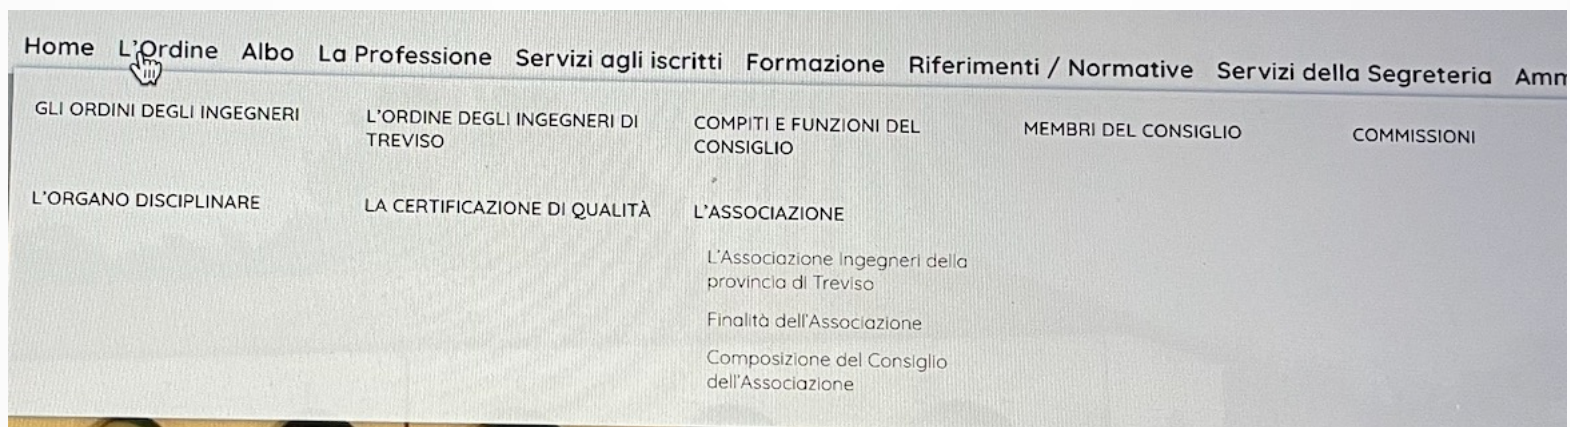 Home L'Ordine Albo La Professione Servizi agli iscritti Formazione Riferimenti / Normative Servizi della Segreteria Amm
GLI ORDINI DEGLI INGEGNERI
L'ORDINE DEGLI INGEGNERI DI
TREVISO
COMPITI E FUNZIONI DEL
CONSIGLIO
MEMBRI DEL CONSIGLIO
COMMISSIONI
L'ORGANO DISCIPLINARE
LA CERTIFICAZIONE DI QUALITÀ
L'ASSOCIAZIONE
L'Associazione Ingegneri della
provincia di Treviso
Finalità dell'Associazione
Composizione del Consiglio
dell'Associazione